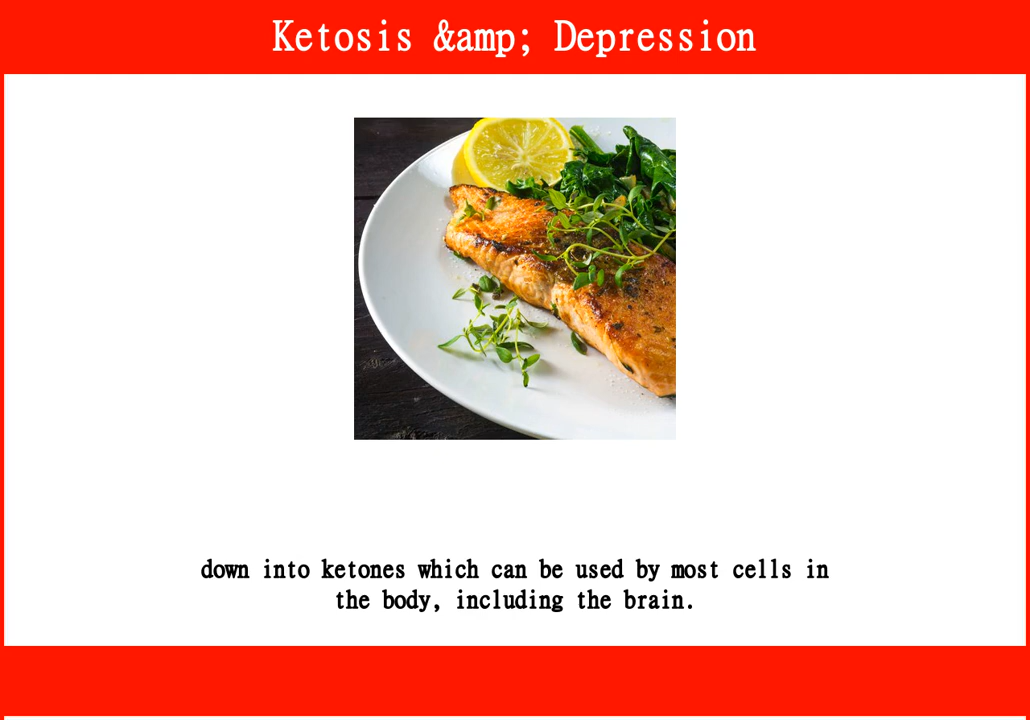 Ketosis &amp; Depression
down into ketones which can be used by most cells in
the body, including the brain.